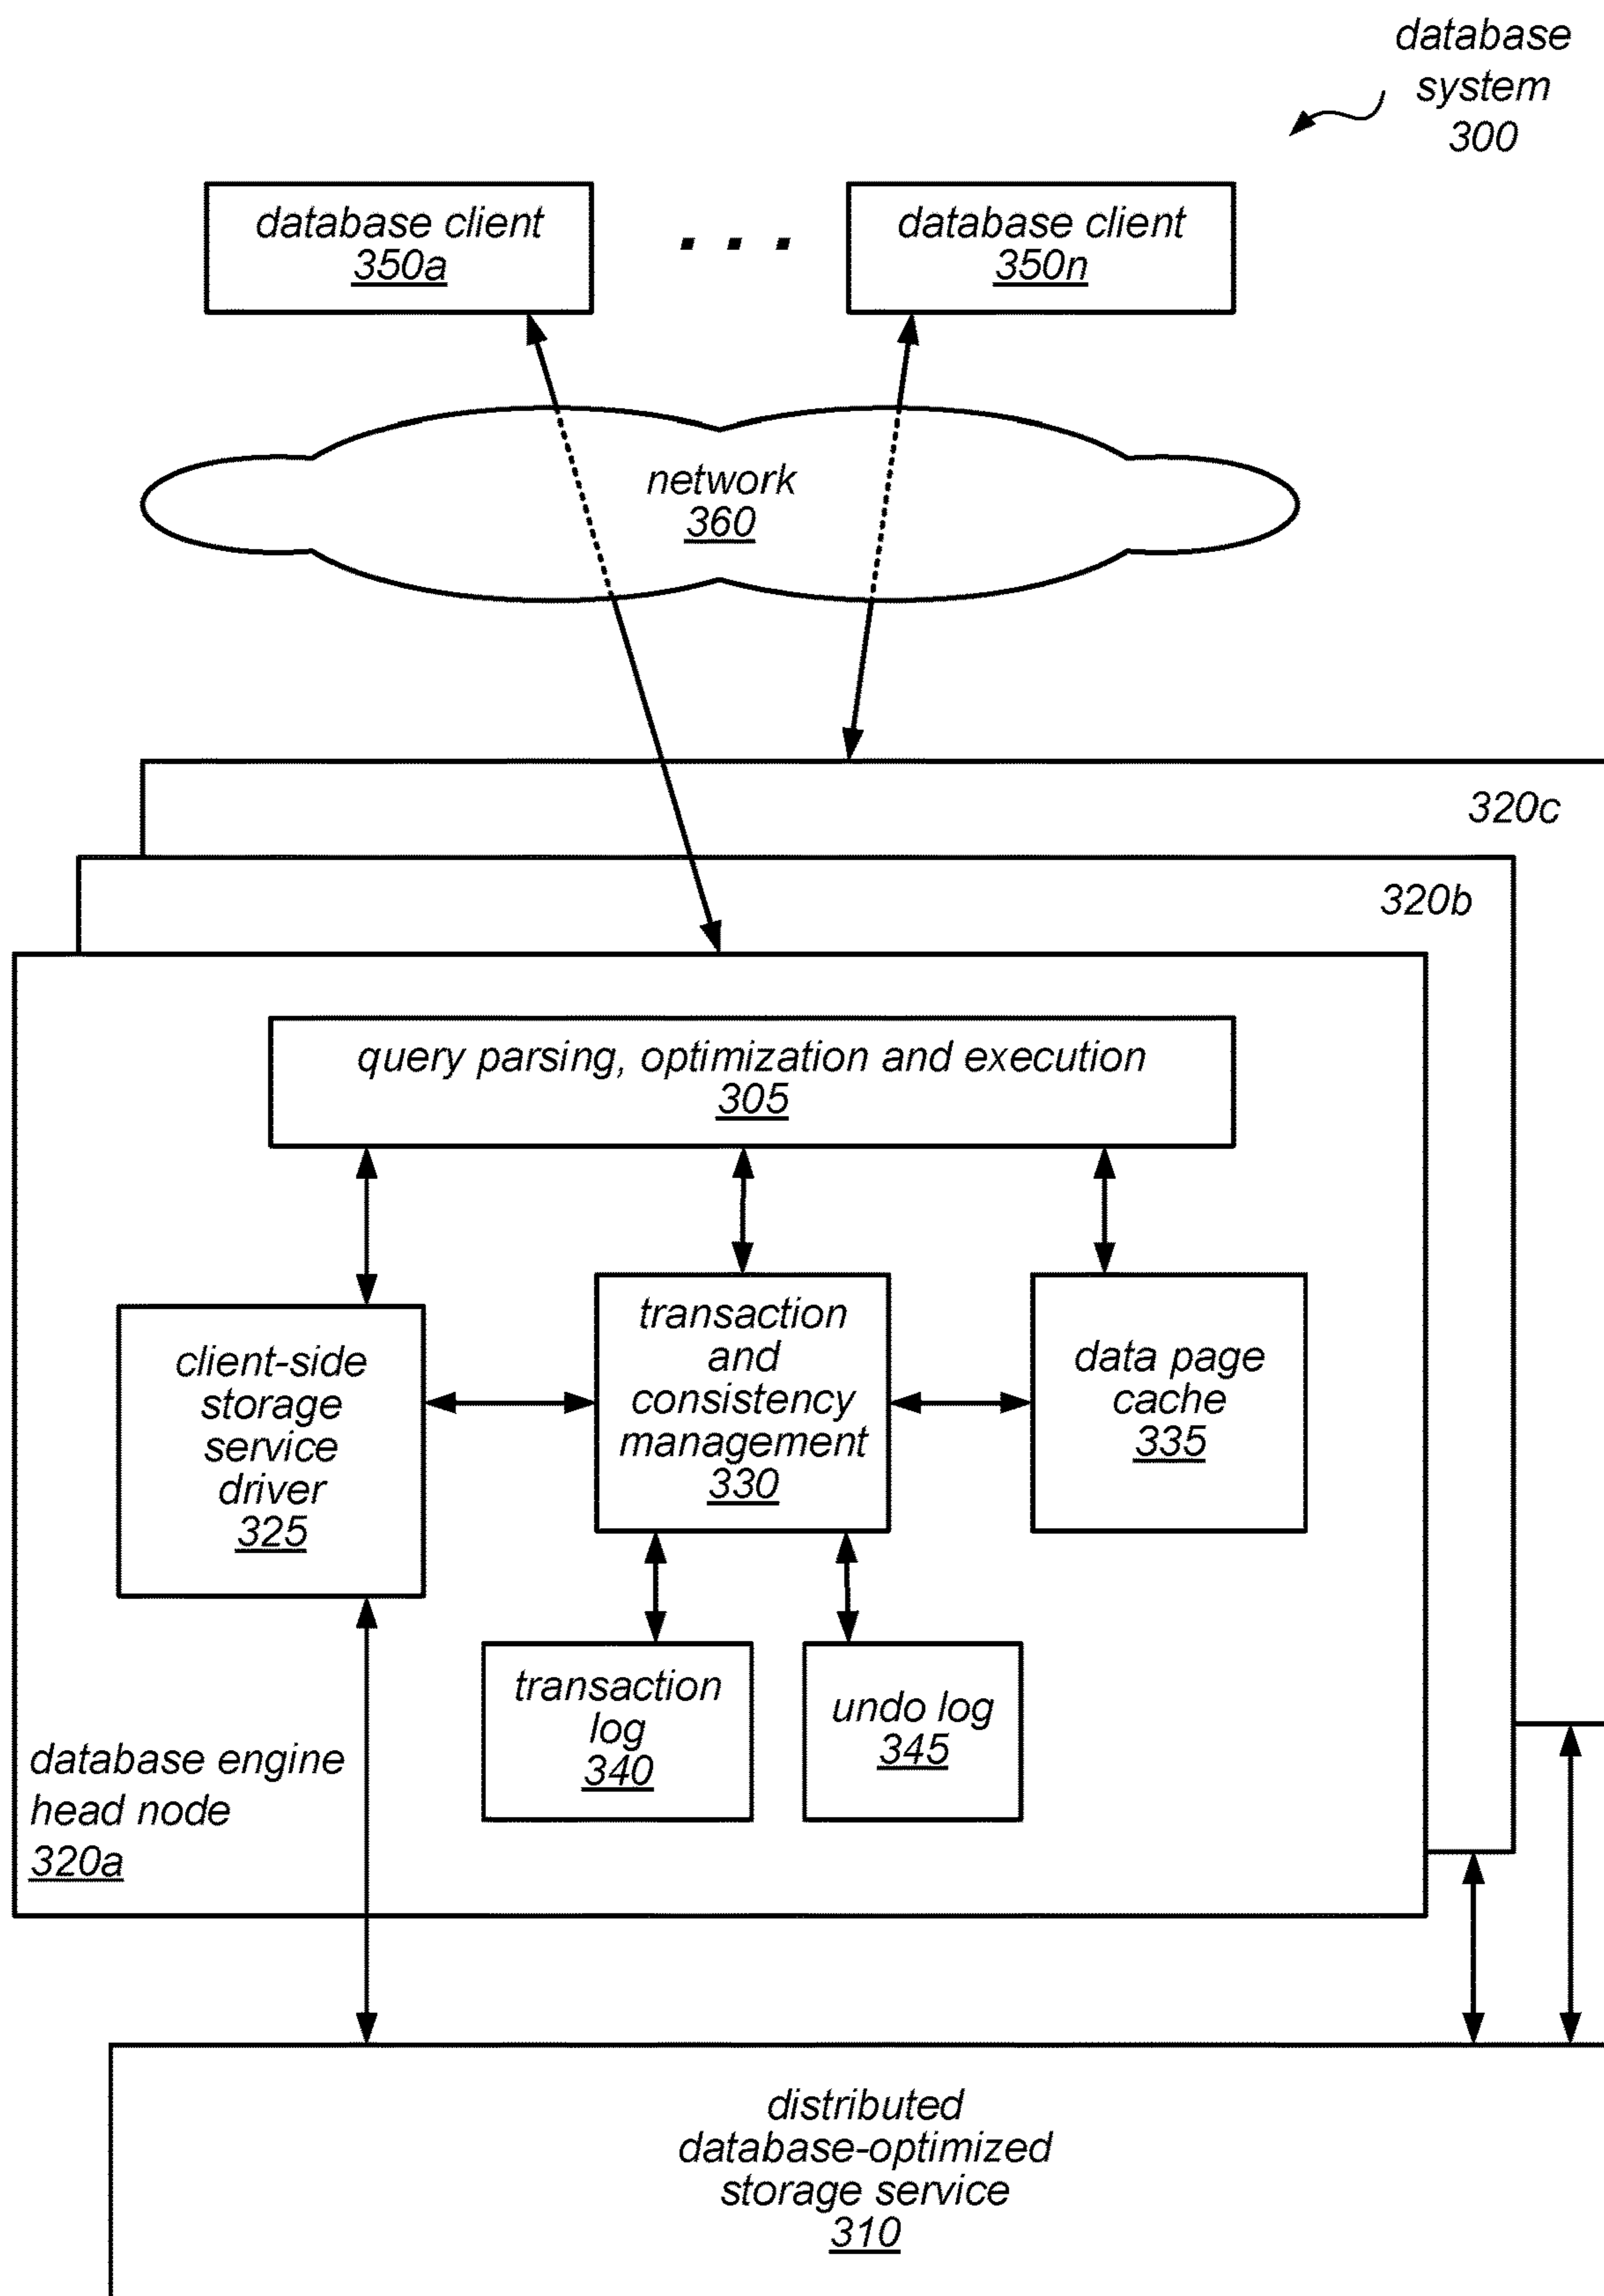 database
system
300
database client
350a
. . .
database client
350n
network
360
320c
320b
query parsing, optimization and execution
305
client-side
storage
service
driver
325
transaction
and
consistency
management
330
data page
cache
335
transaction
log
340
undo log
345
database engine
head node
320a
distributed
database-optimized
storage service
310